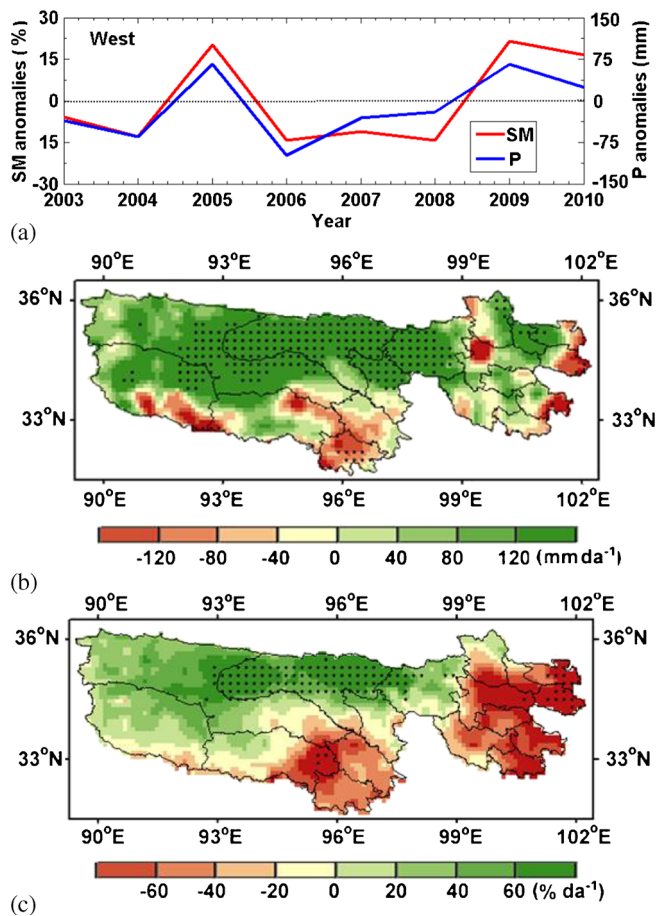 30 West 150
15 75
0 0
15 SM -75
P
-30 -150
SM anomalies (%)
P anomalies (mm)
2003 2004 2005 2006 2007 2008 2009 2010
Year
(a)
90°E 93°E 96°E 99°E 102°E
36°N 36°N
33°N 33°N
90°E 93°E 96°E 99°E 102°E
-120 -80 -40 0 40 80 120 (mm da⁻¹)
(b)
90°E 93°E 96°E 99°E 102°E
36°N 36°N
33°N 33°N
90°E 93°E 96°E 99°E 102°E
-60 -40 -20 0 20 40 60 (% da⁻¹)
(c)